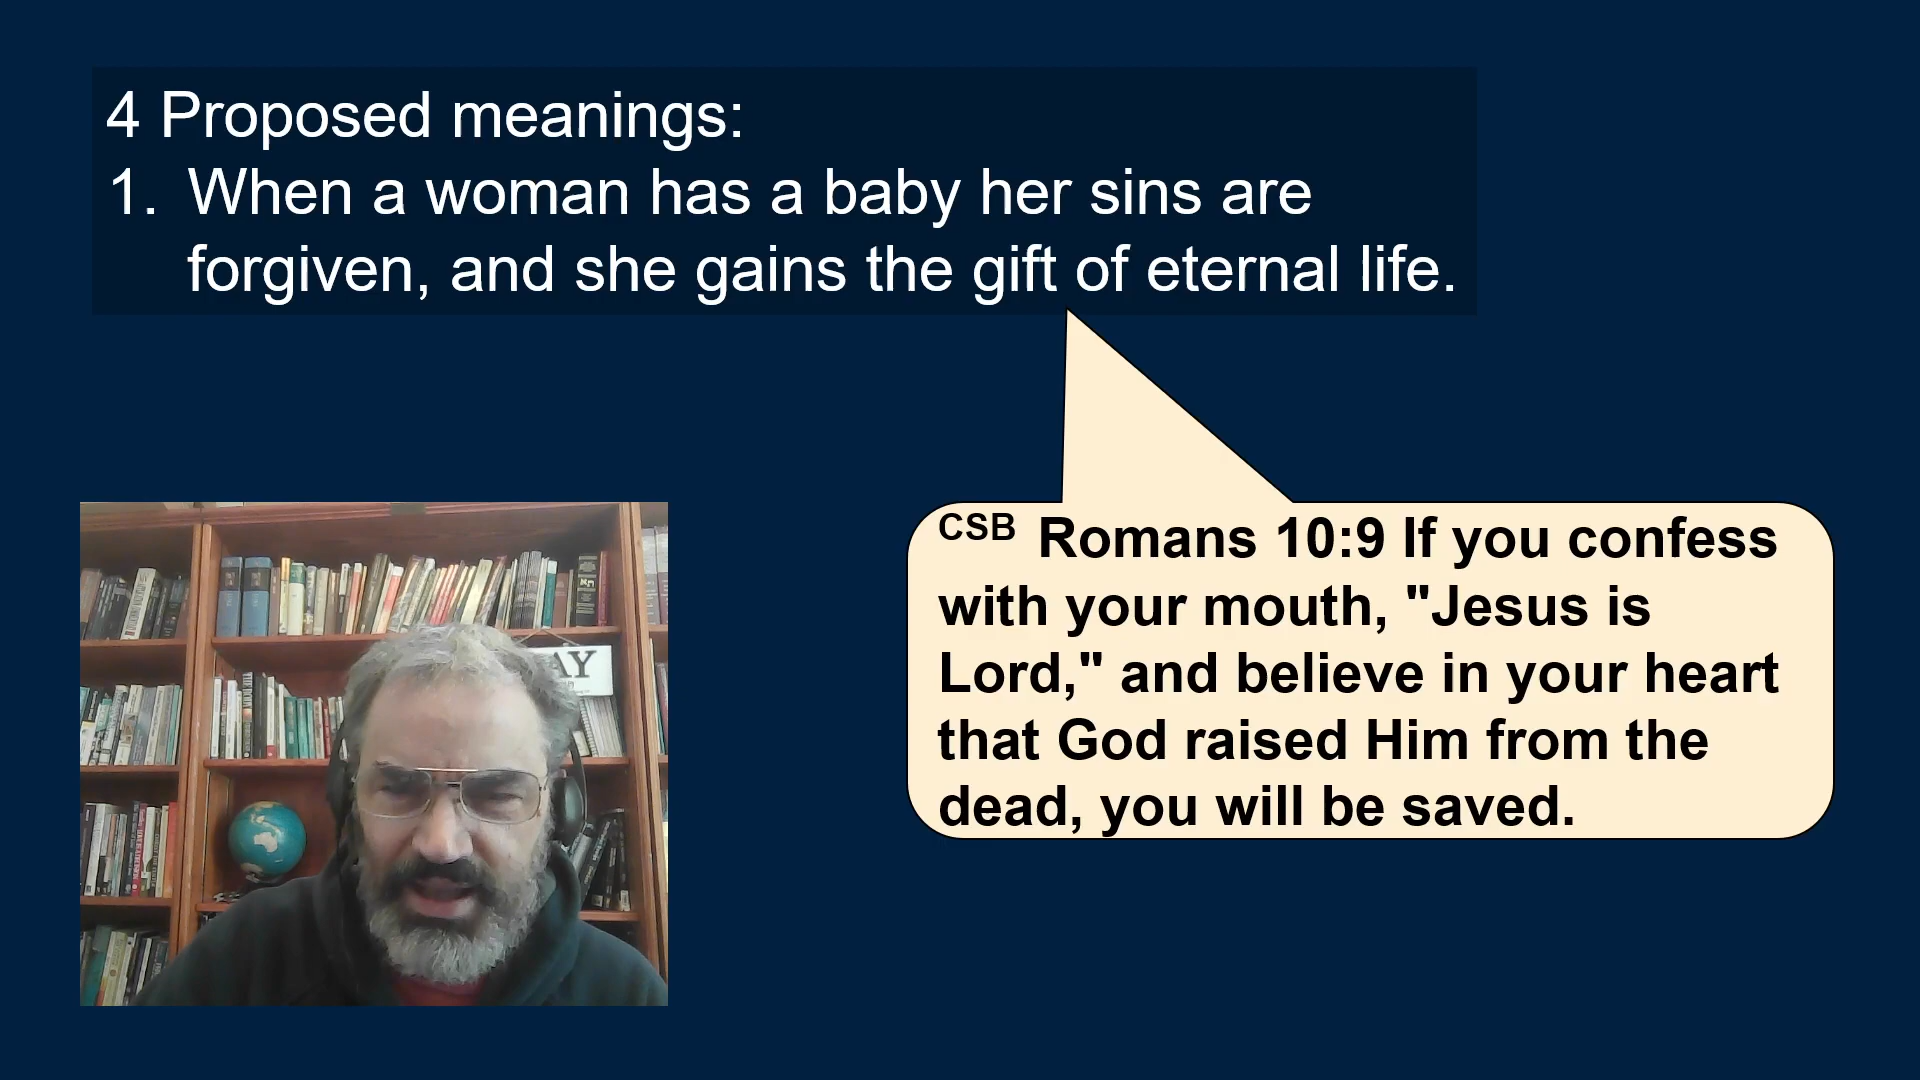 4 Proposed meanings:
1. When a woman has a baby her sins are
forgiven, and she gains the gift of eternal life.
CSB Romans 10:9 If you confess
with your mouth, "Jesus is
Lord," and believe in your heart
that God raised Him from the
dead, you will be saved.
AY